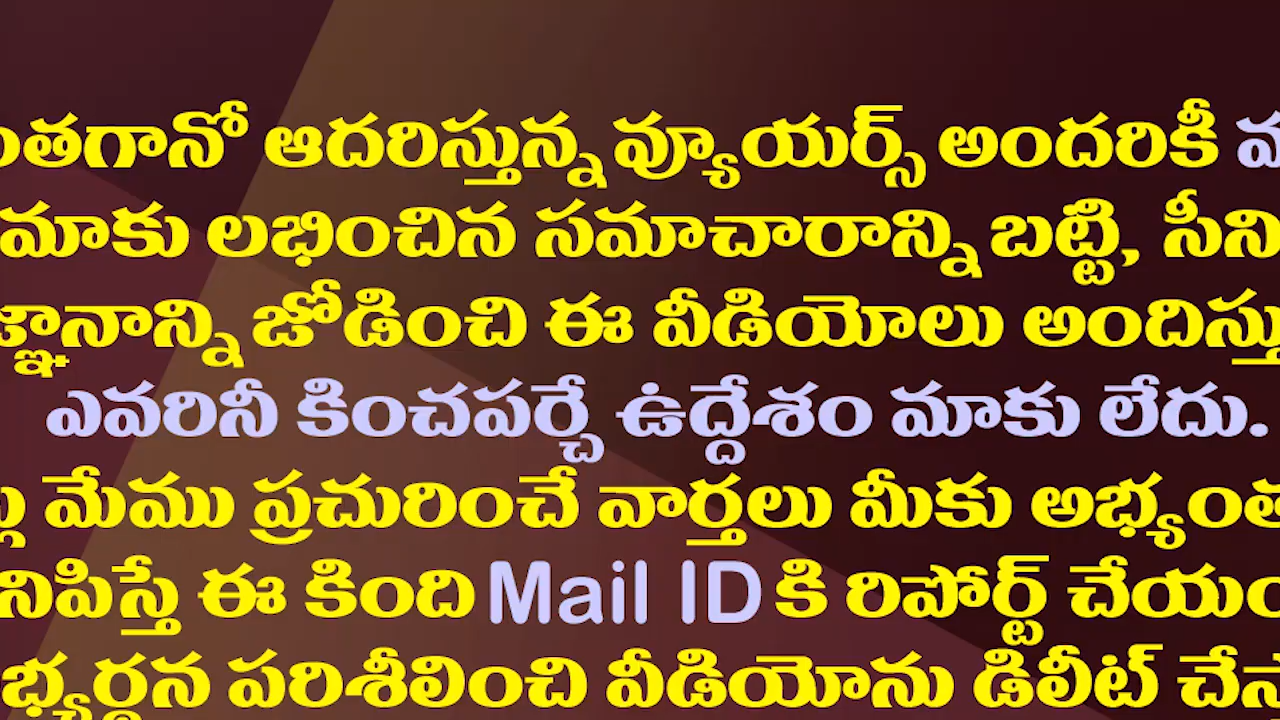 ఆదరిస్తున్న వ్యూయర్స్ అందరికీ
మాకు లభించిన సమాచారాన్ని బట్టి,
జోడించి ఈ వీడియోలు
ఎవరినీ కించపర్చే ఉద్దేశం మాకు లేదు.
మేము ప్రచురించే వార్తలు మీకు
ఈ కింది Mail ID కి రిపోర్ట్
పరిశీలించి వీడియోను డిలీట్